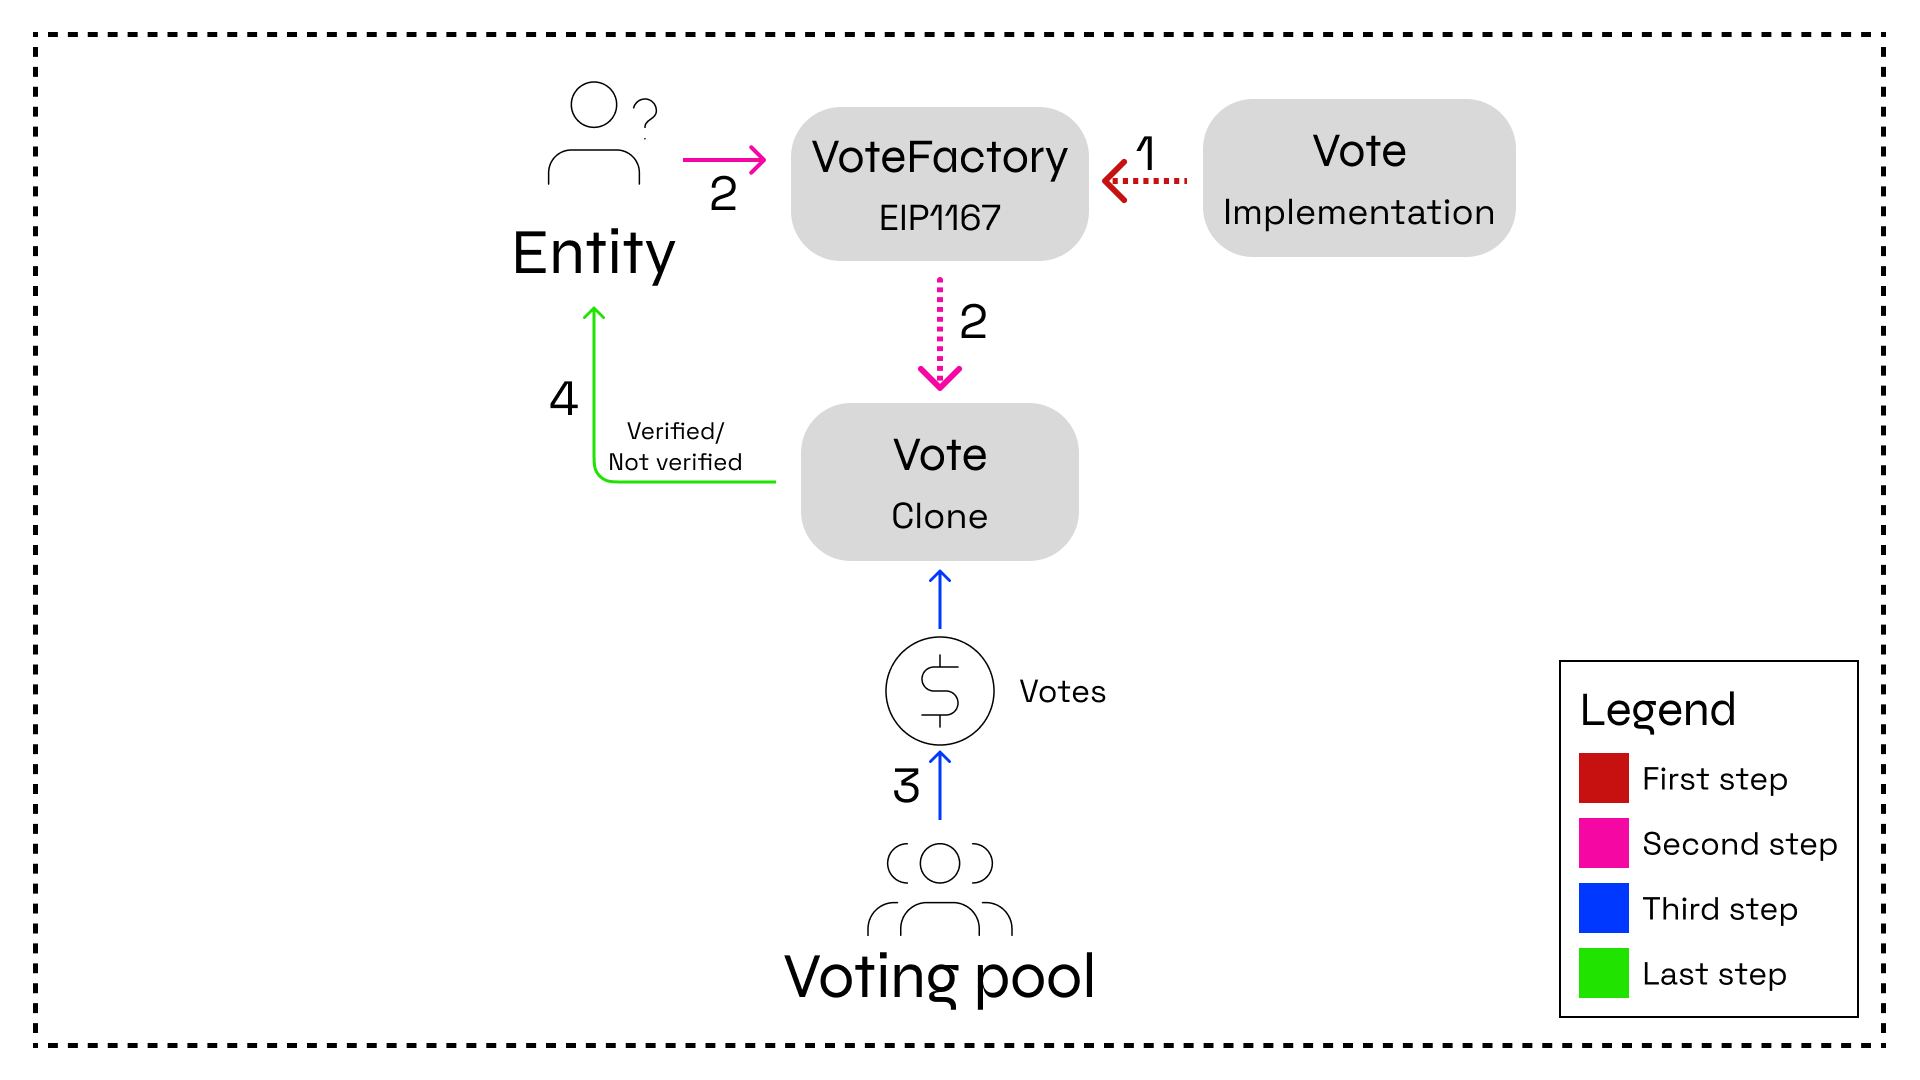 ?
VoteFactory
EIP1167
1
Vote
Implementation
2
Entity
2
4
Verified/
Not verified
Vote
Clone
$
Votes
3
Voting pool
Legend
First step
Second step
Third step
Last step